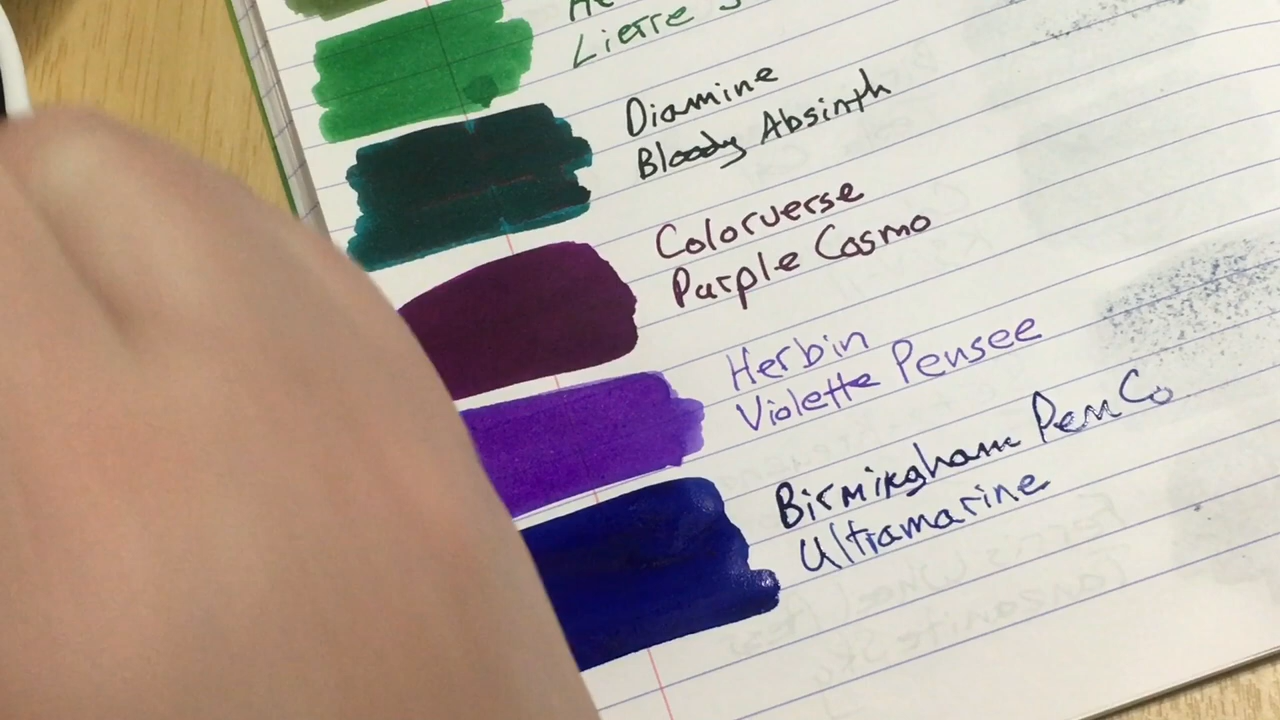 Lierre
Diamine
Bloody Absinth
Colorverse
Purple Cosmo
Herbin
Violette Pensee
Birmingham Pen Co
Ultramarine